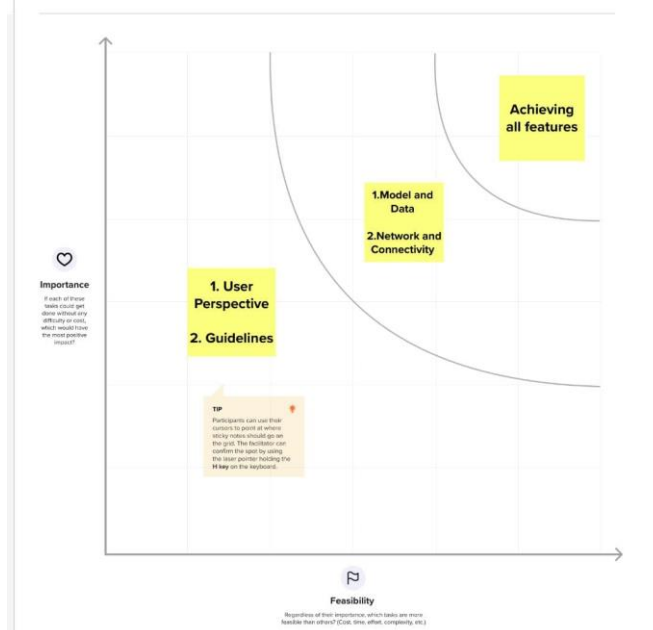 Achieving
all features
1.Model and
Data
2.Network and
Connectivity
Importance
If each of these
tasks could get
done without any
difficulty or cost,
which would have
the most positive
impact?
1. User
Perspective
2. Guidelines
TIP
Participants can use their
cursors to point at where
sticky notes should go on
the grid. The facilitator can
confirm the spot by using
the laser pointer holding the
H key on the keyboard.
Feasibility
Regardless of their importance, which tasks are more
feasible than others? (Cost, time, effort, complexity, etc.)